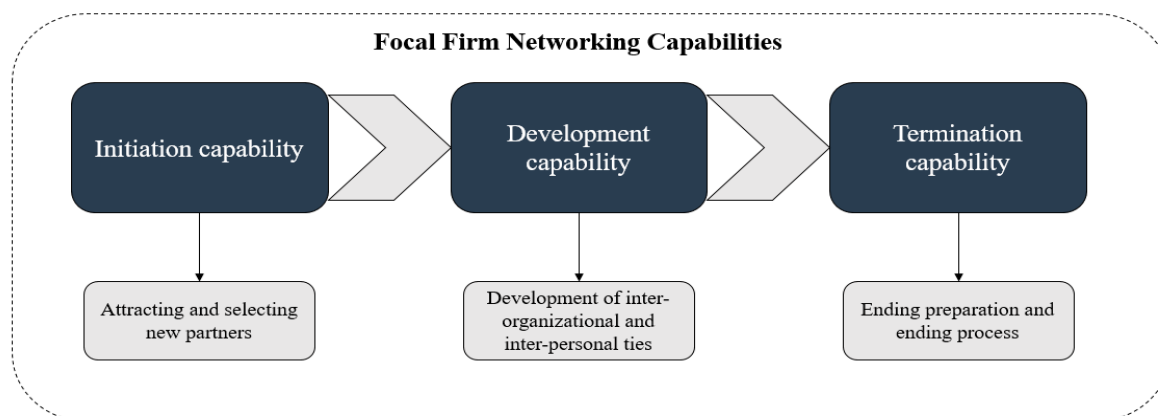 Focal Firm Networking Capabilities
Initiation capability
Development
capability
Termination
capability
Attracting and selecting
new partners
Development of inter-
organizational and
inter-personal ties
Ending preparation and
ending process